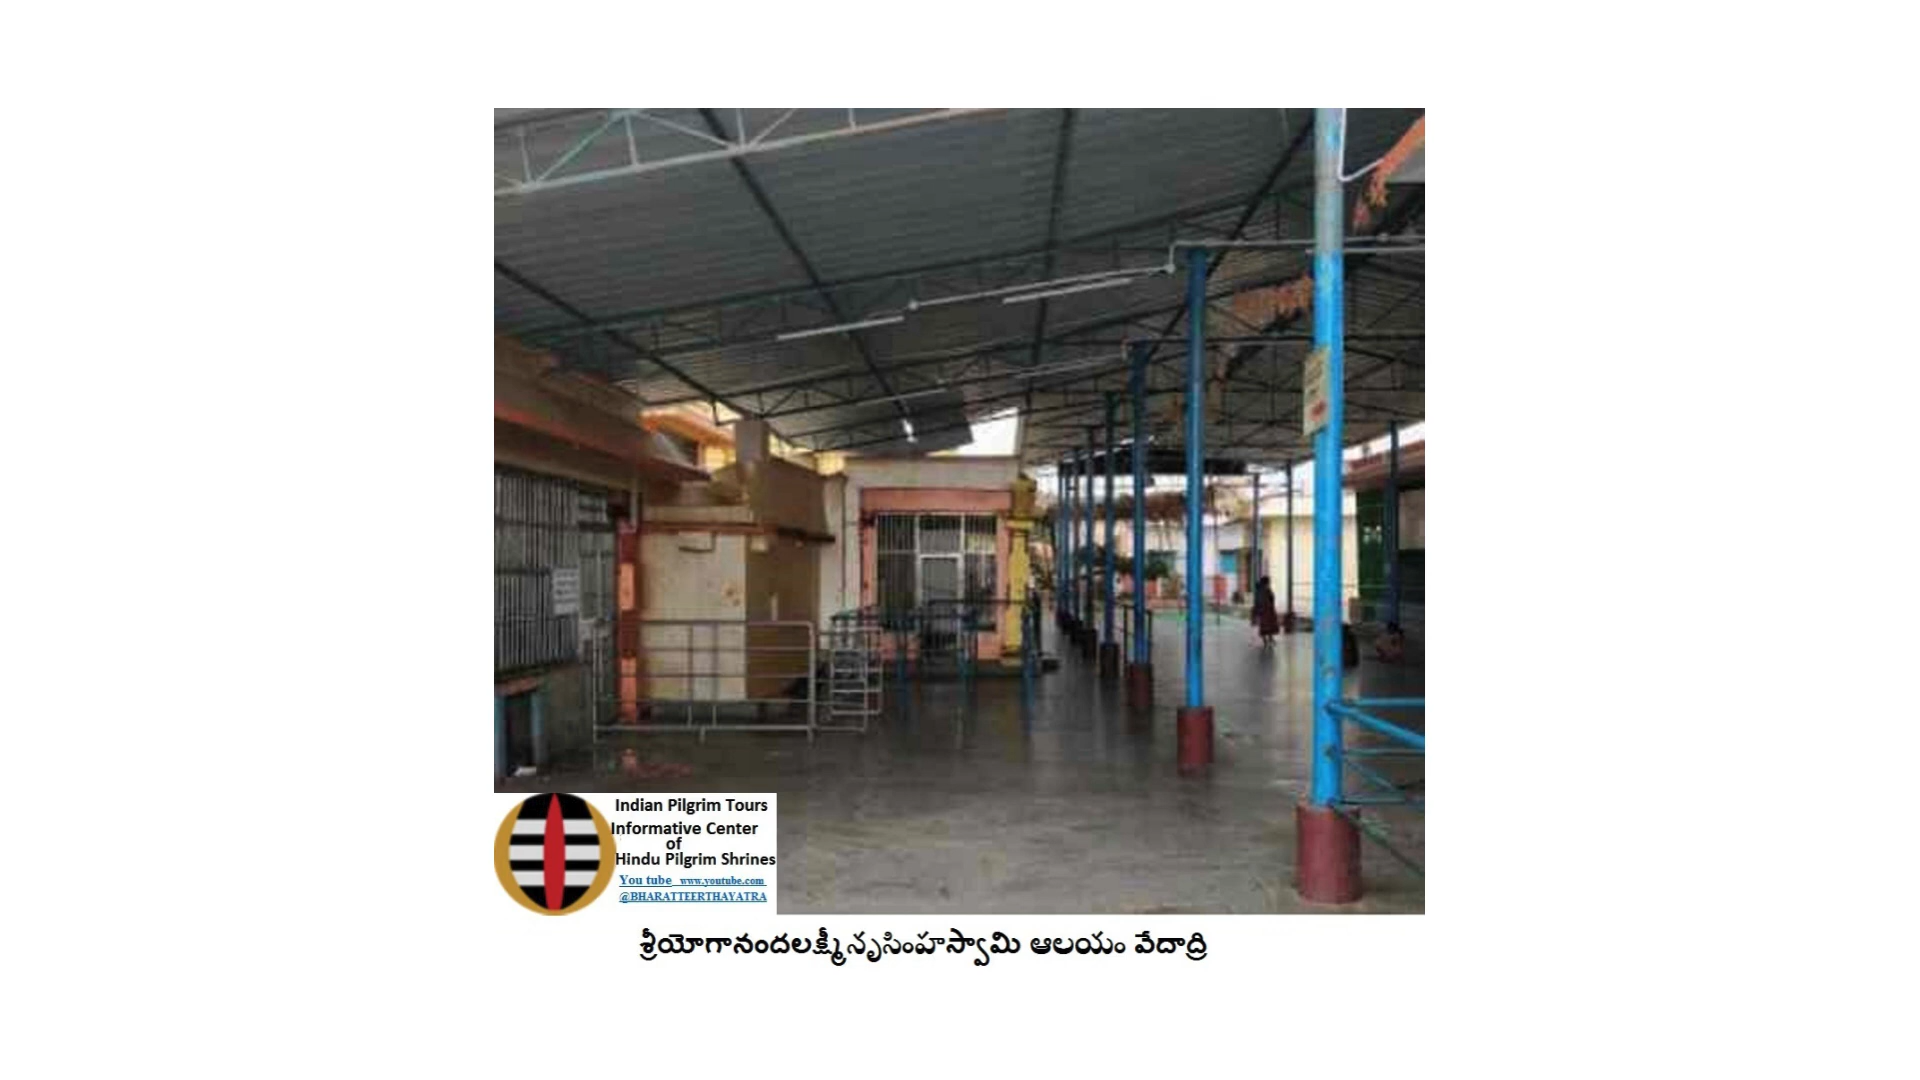 Indian Pilgrim Tours
Informative Center
of
Hindu Pilgrim Shrines
You tube www.youtube.com
@BHARATTEERTHAYATRA
శ్రీయోగానందలక్ష్మీనృసింహస్వామి ఆలయం వేదాద్రి